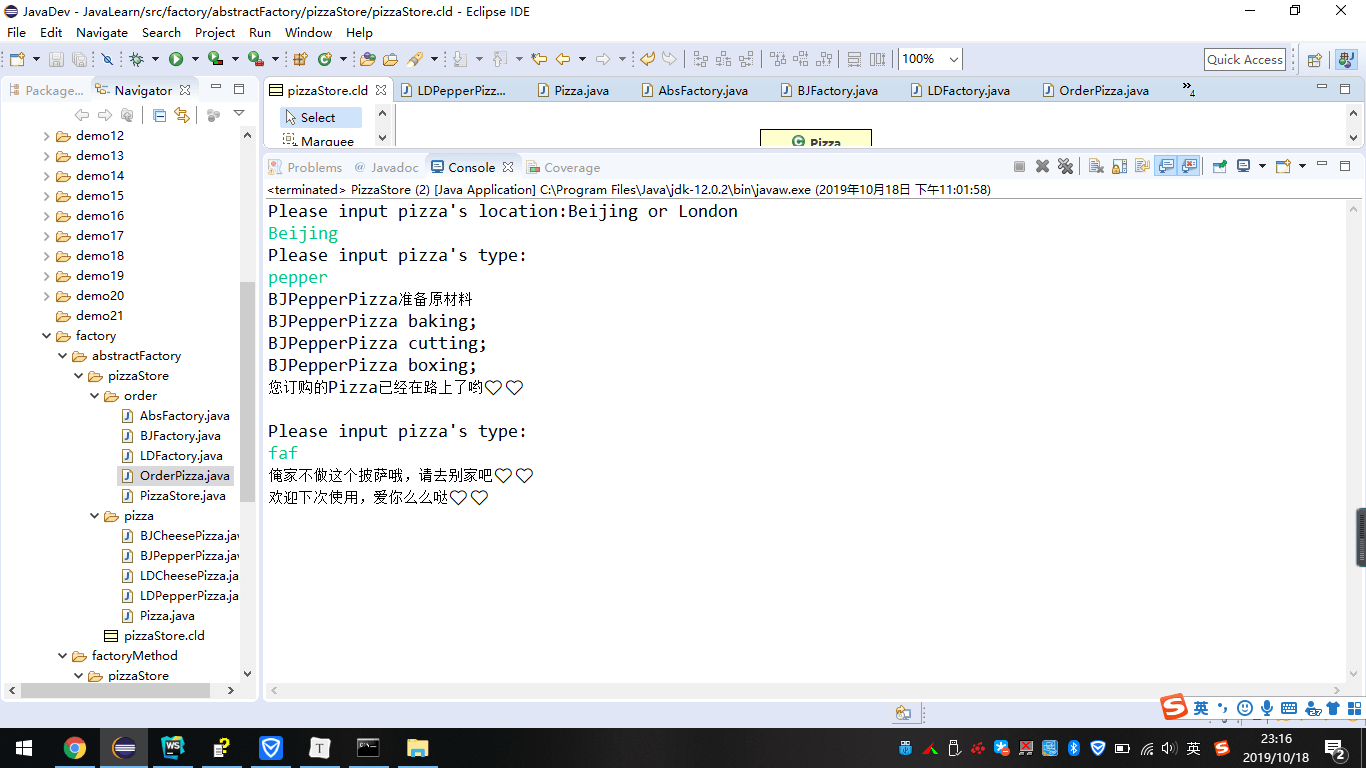 JavaDev - JavaLearn/src/factory/abstractFactory/pizzaStore/pizzaStore.cld - Eclipse IDE
File Edit Navigate Search Project Run Window Help
100%
Quick Access
Package...
Navigator
pizzaStore.cld
LDPepperPizz...
Pizza.java
AbsFactory.java
BJFactory.java
LDFactory.java
OrderPizza.java
4
Select
Marquee
Pizza
demo12
demo13
demo14
demo15
demo16
demo17
demo18
demo19
demo20
demo21
factory
abstractFactory
pizzaStore
order
AbsFactory.java
BJFactory.java
LDFactory.java
OrderPizza.java
PizzaStore.java
pizza
BJCheesePizza.jav
BJPepperPizza.jav
LDCheesePizza.ja
LDPepperPizza.ja
Pizza.java
pizzaStore.cld
factoryMethod
pizzaStore
Problems
@ Javadoc
Console
Coverage
<terminated> PizzaStore (2) [Java Application] C:\Program Files\Java\jdk-12.0.2\bin\javaw.exe (2019年10月18日 下午11:01:58)
Please input pizza's location:Beijing or London
Beijing
Please input pizza's type:
pepper
BJPepperPizza准备原材料
BJPepperPizza baking;
BJPepperPizza cutting;
BJPepperPizza boxing;
您订购的Pizza已经在路上了哟♡♡
Please input pizza's type:
faf
俺家不做这个披萨哦，请去别家吧♡♡
欢迎下次使用，爱你么么哒♡♡
S 英
WS
T
英 S
23:16
2019/10/18
2